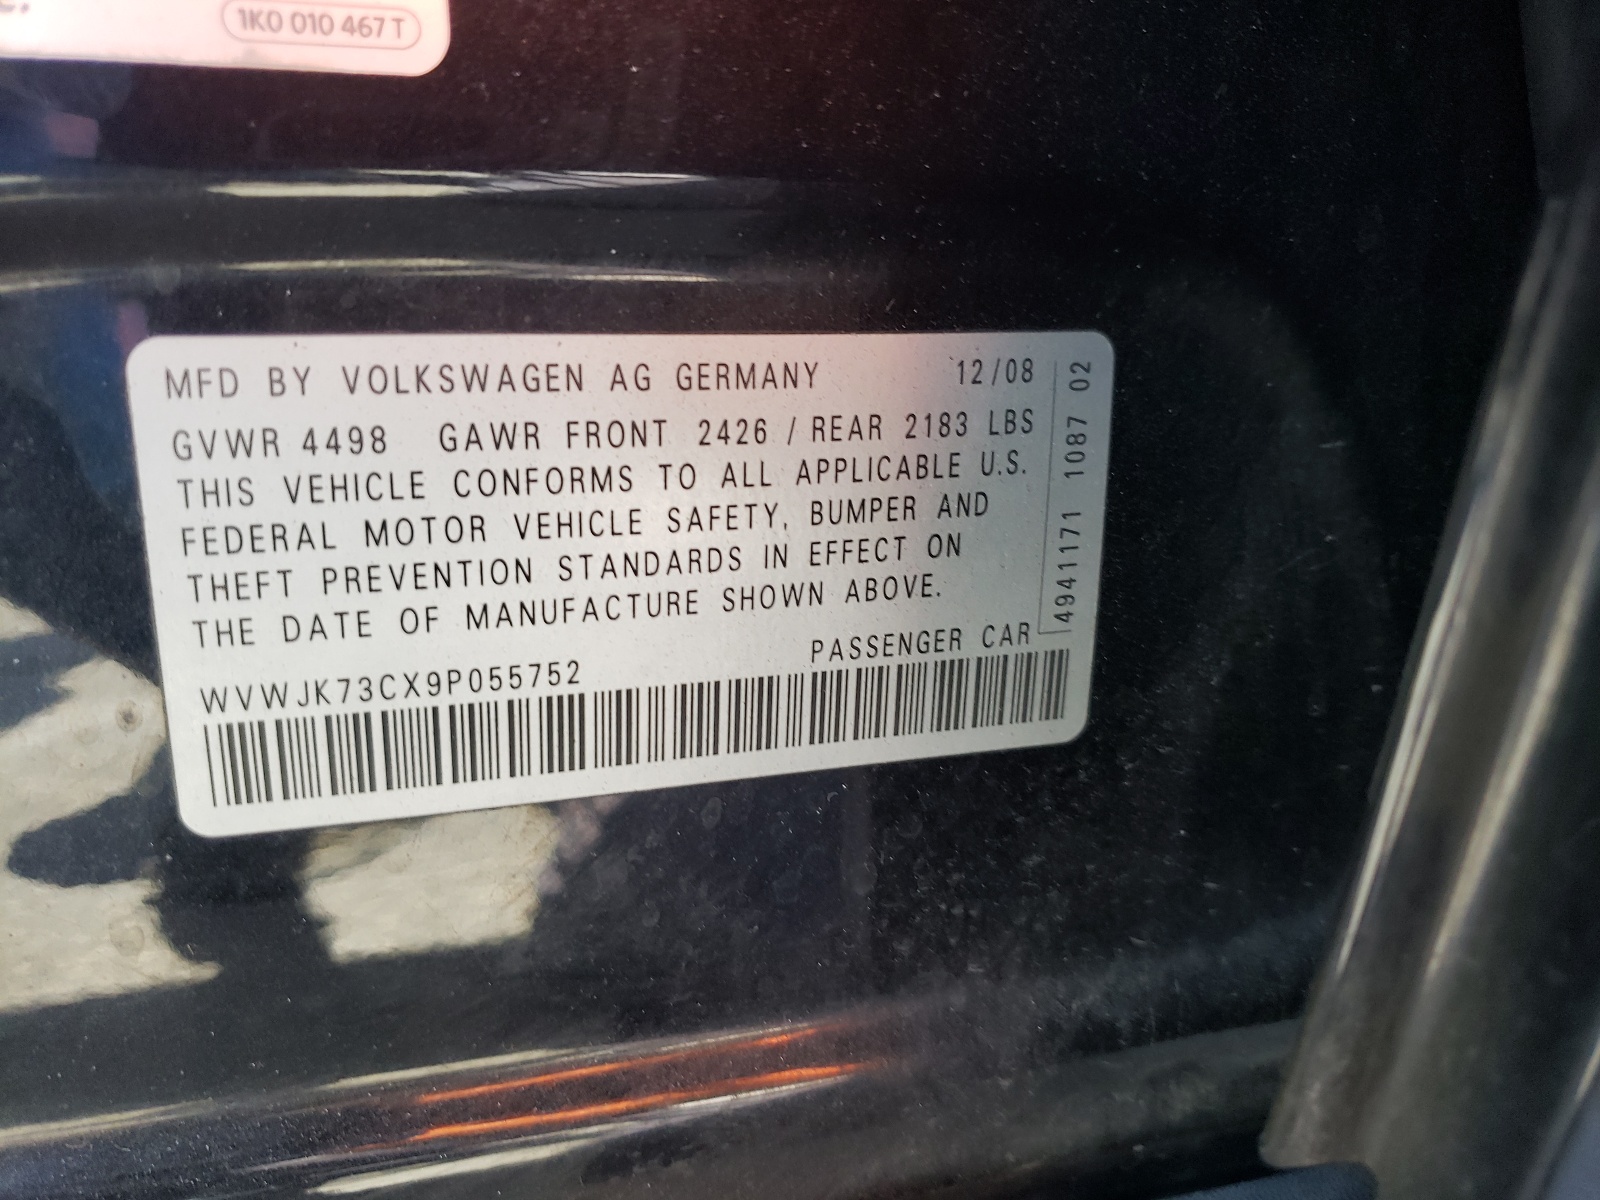 1K0 010 467 T
MFD BY VOLKSWAGEN AG GERMANY 12/08
GVWR 4498 GAWR FRONT 2426 / REAR 2183 LBS
THIS VEHICLE CONFORMS TO ALL APPLICABLE U.S.
FEDERAL MOTOR VEHICLE SAFETY, BUMPER AND
THEFT PREVENTION STANDARDS IN EFFECT ON
THE DATE OF MANUFACTURE SHOWN ABOVE.
PASSENGER CAR
WVWJK73CX9P055752
4941171 1087 02